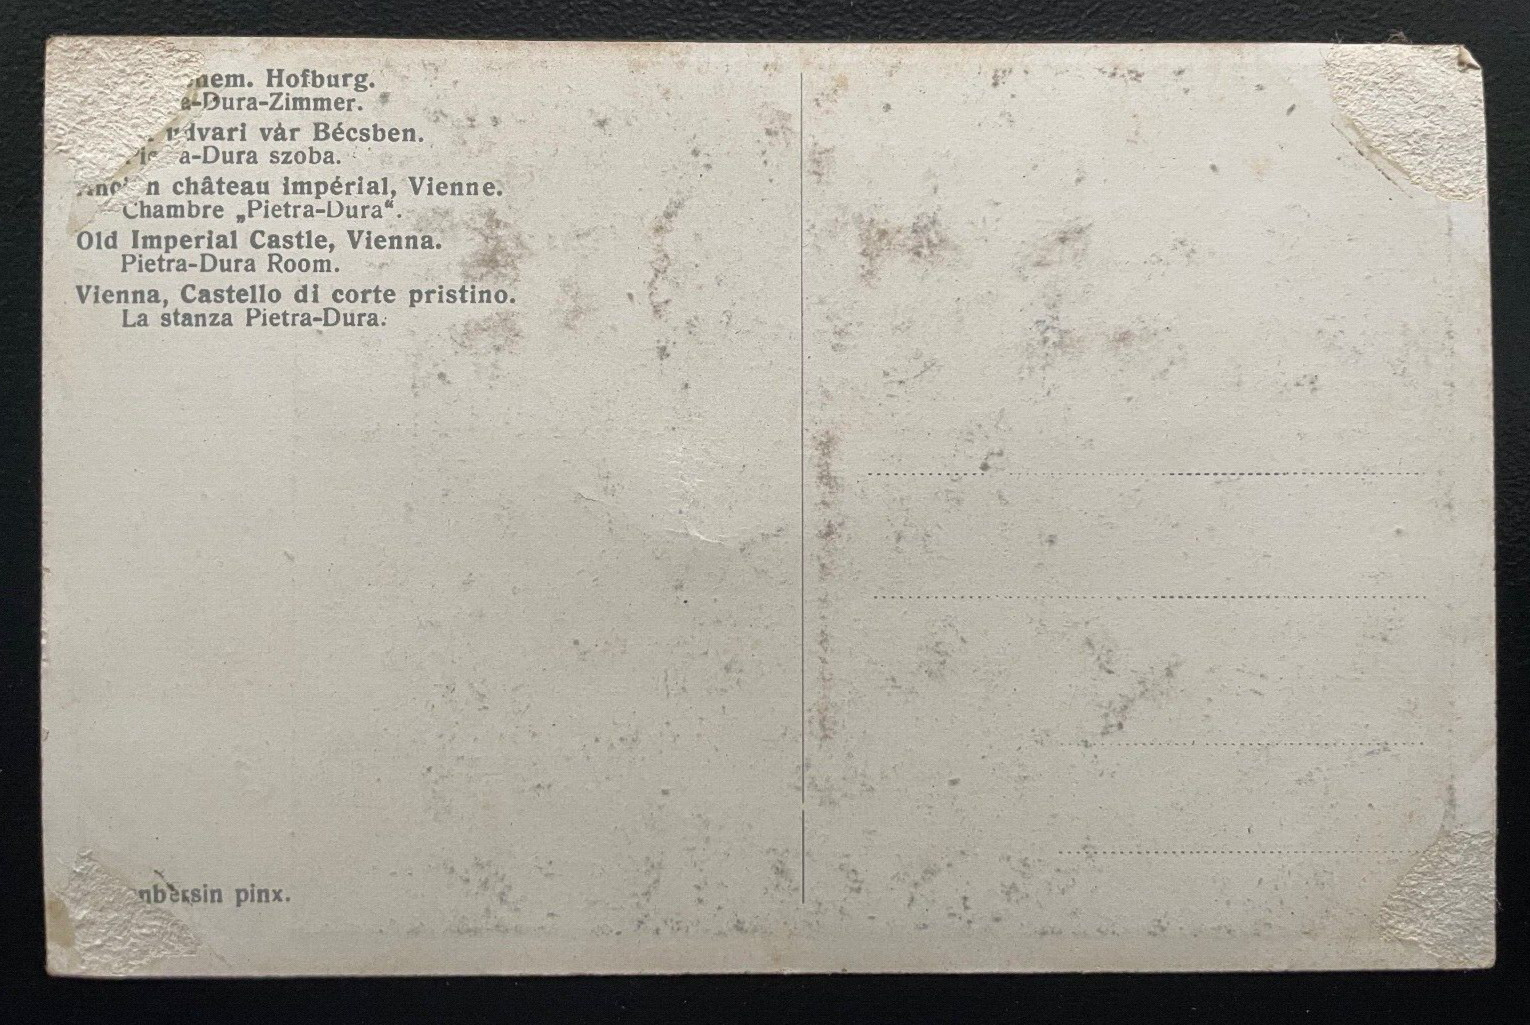 Hofburg.
a-Dura-Zimmer.
udvari vár Bécsben.
a-Dura szoba.
château impérial, Vienne.
Chambre „Pietra-Dura“.
Old Imperial Castle, Vienna.
Pietra-Dura Room.
Vienna, Castello di corte pristino.
La stanza Pietra-Dura.
pinx.